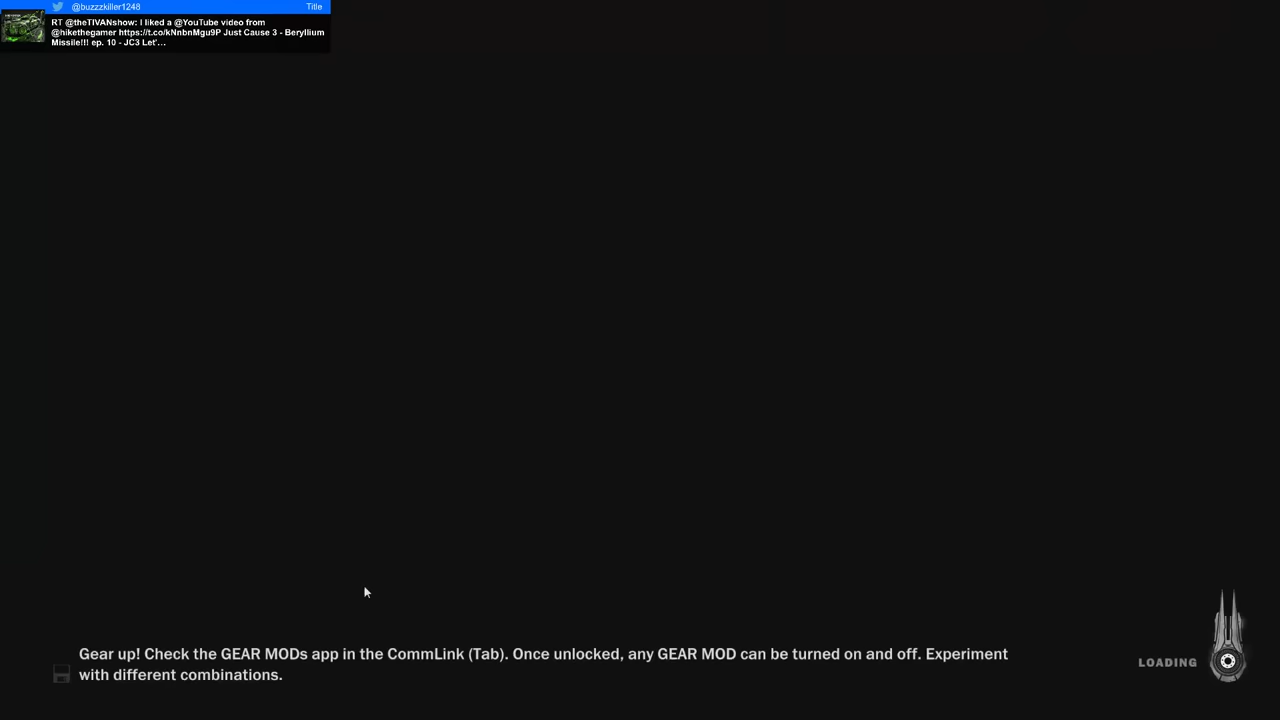 @buzzzkiller1248 Title
RT @theTIVANshow: I liked a @YouTube video from
@hikethegamer https://t.co/kNnbnMgu9P Just Cause 3 - Beryllium
Missile!!! ep. 10 - JC3 Let'...
Gear up! Check the GEAR MODs app in the CommLink (Tab). Once unlocked, any GEAR MOD can be turned on and off. Experiment
with different combinations.
LOADING